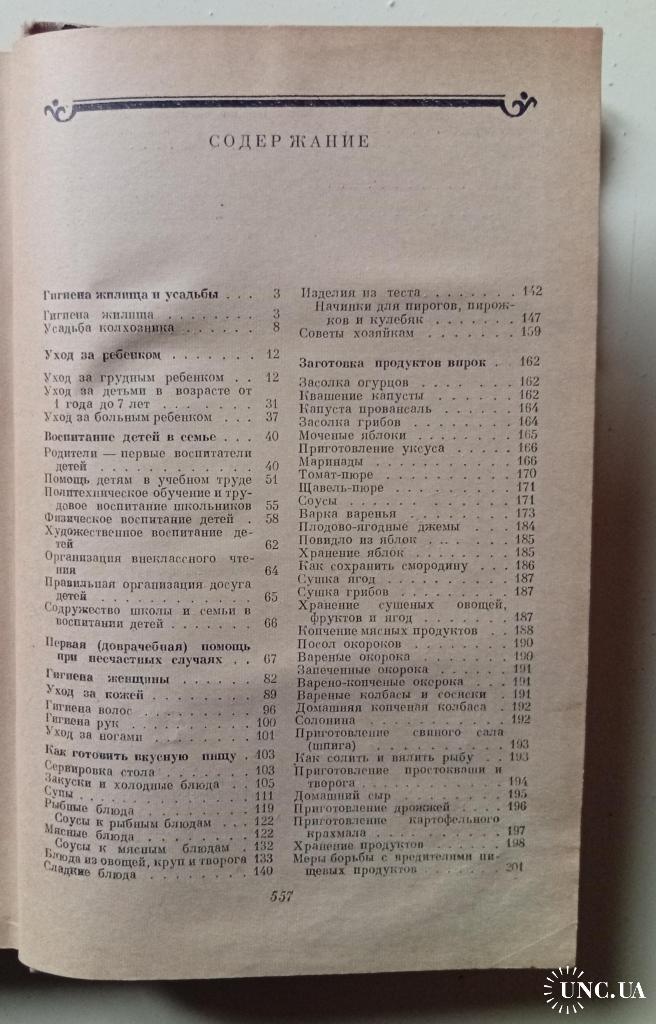 СОДЕРЖАНИЕ
Гигиена жилища и усадьбы . . . 3
Гигиена жилища . . . . . . . 3
Усадьба колхозника . . . . . . 8
Уход за ребенком . . . . . . . 12
Уход за грудным ребенком . . 12
Уход за детьми в возрасте от
1 года до 7 лет . . . . . . . 31
Уход за больным ребенком . . . 37
Воспитание детей в семье . . . 40
Родители — первые воспитатели
детей . . . . . . . . . . . . 40
Помощь детям в учебном труде 51
Политехническое обучение и тру-
довое воспитание школьников 55
Физическое воспитание детей . 58
Художественное воспитание де-
тей 62
Организация внеклассного чте-
ния 64
Правильная организация досуга
детей . . . . . . . . . . . 65
Содружество школы и семьи в
воспитании детей . . . . . . 66
Первая (доврачебная) помощь
при несчастных случаях . . 67
Гигиена женщины . . . . . . . 82
Уход за кожей . . . . . . . . 89
Гигиена волос . . . . . . . . . 96
Гигиена рук . . . . . . . . . . 100
Уход за ногами . . . . . . . . 101
Как готовить вкусную пищу . 103
Сервировка стола . . . . . . . 103
Закуски и холодные блюда . . 105
Супы . . . . . . . . . . . . . 111
Рыбные блюда . . . . . . . . 119
Соусы к рыбным блюдам . . . 122
Мясные блюда . . . . . . . . 122
Соусы к мясным блюдам . . 132
Блюда из овощей, круп и творога 133
Сладкие блюда . . . . . . . . 140
Изделия из теста . . . . . . . 142
Начинки для пирогов, пирож-
ков и кулебяк . . . . . . . 147
Советы хозяйкам . . . . . . . 159
Заготовка продуктов впрок . 162
Засолка огурцов . . . . . . . 162
Квашение капусты . . . . . . 162
Капуста провансаль . . . . . . 164
Засолка грибов . . . . . . . . 164
Моченые яблоки . . . . . . . 165
Приготовление уксуса . . . . . 166
Маринады . . . . . . . . . . . 166
Томат-пюре . . . . . . . . . . 170
Щавель-пюре . . . . . . . . . 171
Соусы . . . . . . . . . . . . 171
Варка варенья . . . . . . . . 173
Плодово-ягодные джемы . . . . 184
Повидло из яблок . . . . . . . 185
Хранение яблок . . . . . . . . 185
Как сохранить смородину . . . 186
Сушка ягод . . . . . . . . . . 187
Сушка грибов . . . . . . . . . 187
Хранение сушеных овощей,
фруктов и ягод . . . . . . . 187
Копчение мясных продуктов . . 188
Посол окороков . . . . . . . . 190
Вареные окорока . . . . . . . 190
Запеченные окорока . . . . . . 191
Варено-копченые окорока . . . 191
Вареные колбасы и сосиски . 191
Домашняя копченая колбаса . 192
Солонина . . . . . . . . . . . 192
Приготовление свиного сала
(шпига) . . . . . . . . . . 193
Как солить и вялить рыбу . . 193
Приготовление простокваши и
творога . . . . . . . . . . . 194
Домашний сыр . . . . . . . . 195
Приготовление дрожжей . . . . 196
Приготовление картофельного
крахмала . . . . . . . . . . 197
Хранение продуктов . . . . . . 198
Меры борьбы с вредителями пи-
щевых продуктов . . . . . . 201
557
UNC.UA